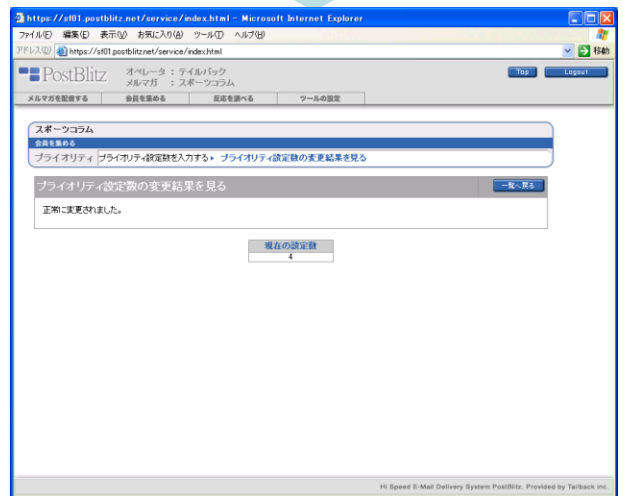 https://sf01.postblitz.net/service/index.html - Microsoft Internet Explorer
ファイル(F) 編集(E) 表示(V) お気に入り(A) ツール(T) ヘルプ(H)
アドレス(D) https://sf01.postblitznet/service/index.html 移動
PostBlitz オペレータ : テイルバック Top Logout
メルマガ : スポーツコラム
メルマガを配信する 会員を集める 反応を調べる ツールの設定
スポーツコラム
会員を集める
プライオリティ プライオリティ設定数を入力する▶ プライオリティ設定数の変更結果を見る
プライオリティ設定数の変更結果を見る 一覧へ戻る
正常に変更されました。
現在の設定数
4
Hi Speed E-Mail Delivery System PostBlitz. Provided by Tailback inc.